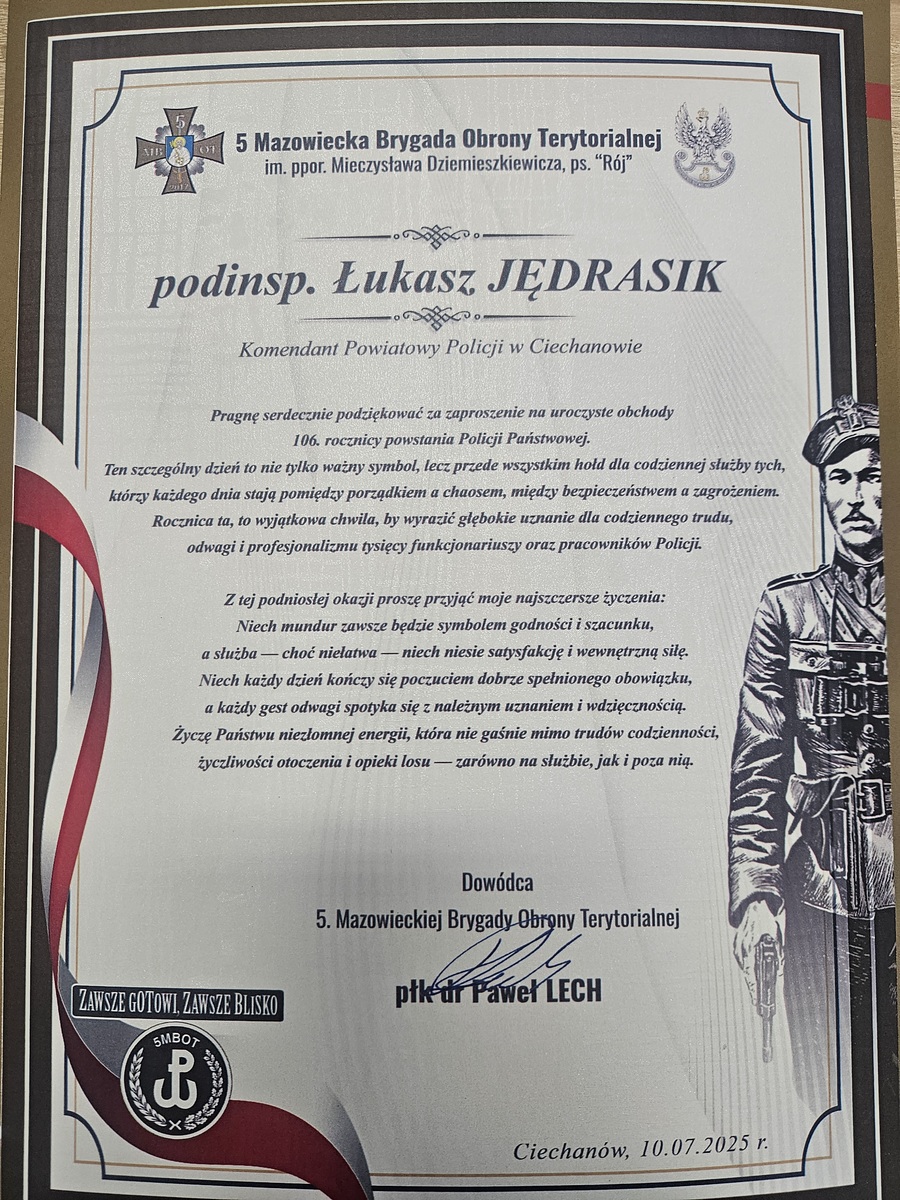 5
MB OT
2017
5 Mazowiecka Brygada Obrony Terytorialnej
im. ppor. Mieczysława Dziemieszkiewicza, ps. “Rój”
podinsp. Łukasz JĘDRASIK
Komendant Powiatowy Policji w Ciechanowie
Pragnę serdecznie podziękować za zaproszenie na uroczyste obchody
106. rocznicy powstania Policji Państwowej.
Ten szczególny dzień to nie tylko ważny symbol, lecz przede wszystkim hołd dla codziennej służby tych,
którzy każdego dnia stają pomiędzy porządkiem a chaosem, między bezpieczeństwem a zagrożeniem.
Rocznica ta, to wyjątkowa chwila, by wyrazić głębokie uznanie dla codziennego trudu,
odwagi i profesjonalizmu tysięcy funkcjonariuszy oraz pracowników Policji.
Z tej podniosłej okazji proszę przyjąć moje najszczersze życzenia:
Niech mundur zawsze będzie symbolem godności i szacunku,
a służba — choć niełatwa — niech niesie satysfakcję i wewnętrzną siłę.
Niech każdy dzień kończy się poczuciem dobrze spełnionego obowiązku,
a każdy gest odwagi spotyka się z należnym uznaniem i wdzięcznością.
Życzę Państwu niezłomnej energii, która nie gaśnie mimo trudów codzienności,
życzliwości otoczenia i opieki losu — zarówno na służbie, jak i poza nią.
Dowódca
5. Mazowieckiej Brygady Obrony Terytorialnej
płk dr Paweł LECH
ZAWSZE GOTOWI, ZAWSZE BLISKO
5MBOT
Ciechanów, 10.07.2025 r.